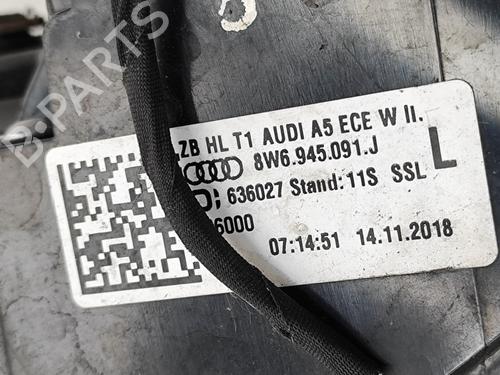 ZB HL T1 AUDI A5 ECE W II.
8W6.945.091.J L
636027 Stand:11S SSL
6000 07:14:51 14.11.2018
B-PARTS